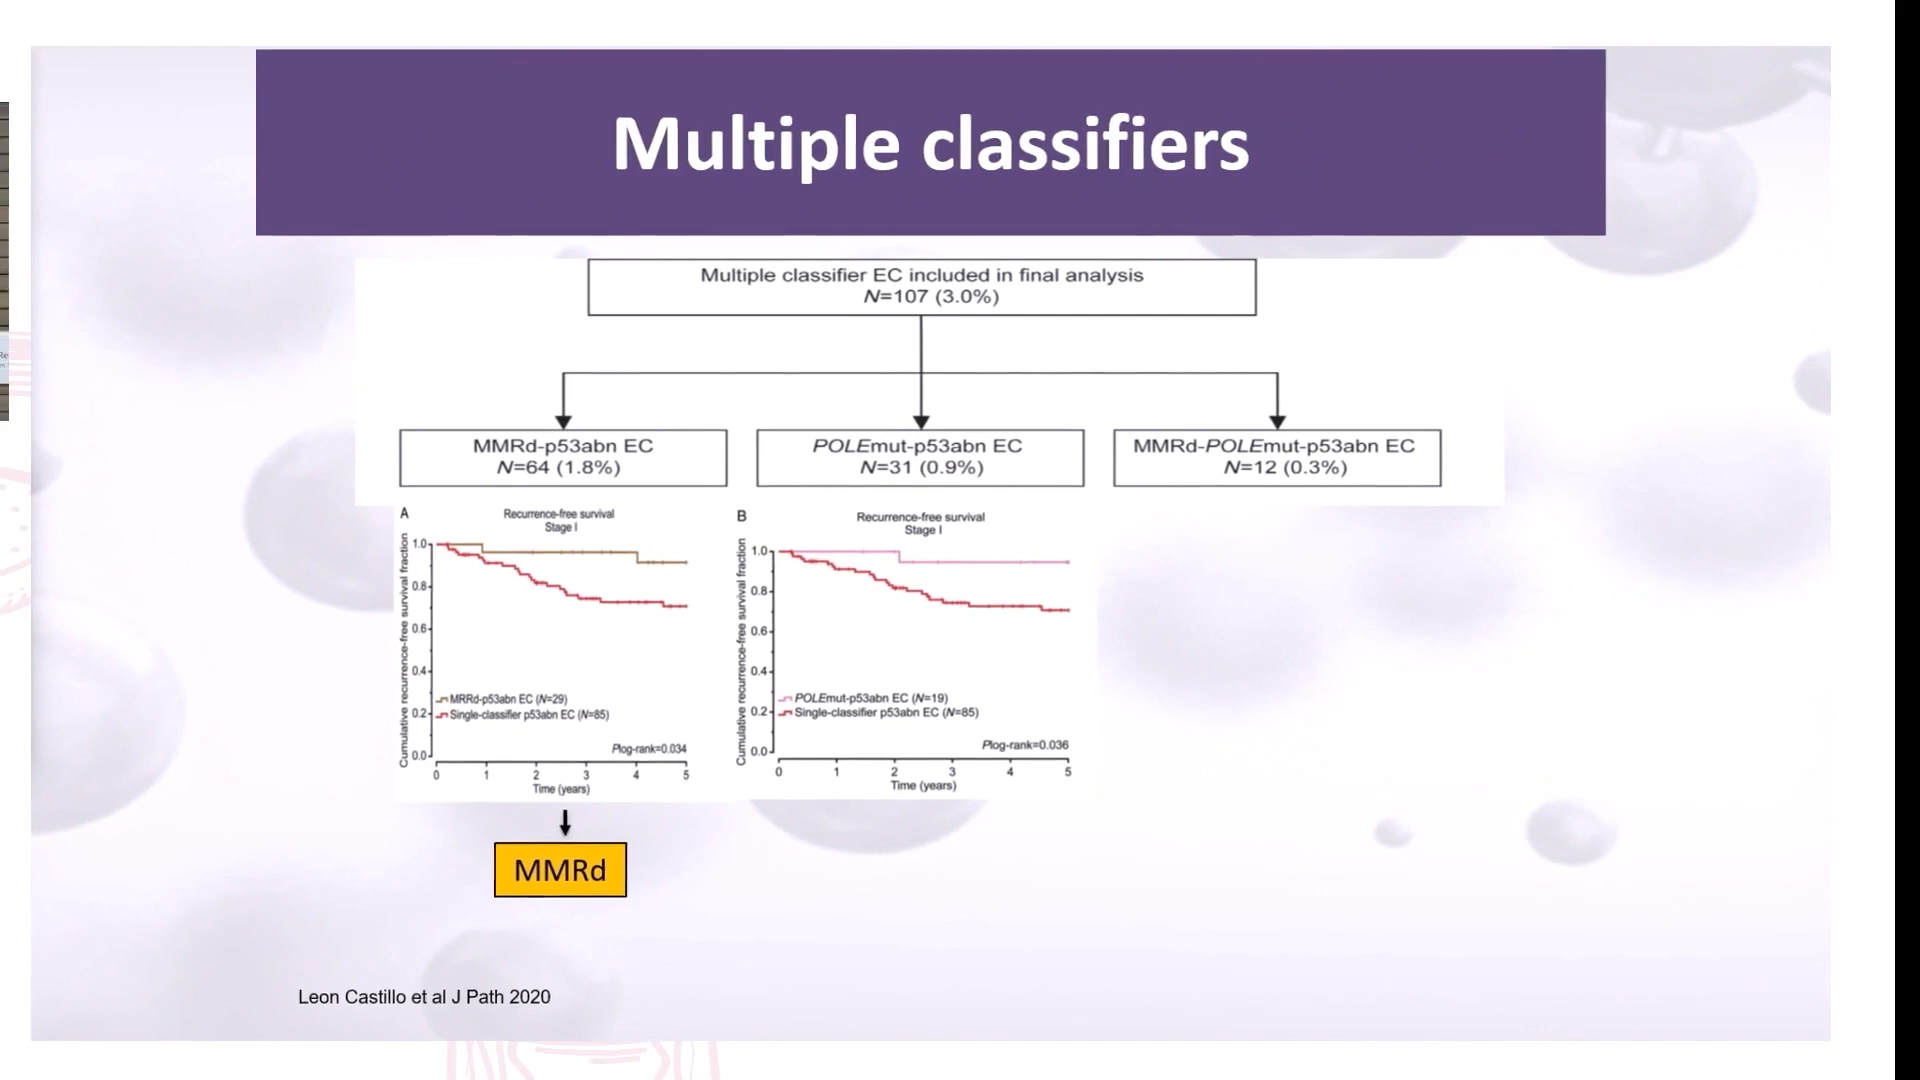 Multiple classifiers
Multiple classifier EC included in final analysis
N=107 (3.0%)
MMRd-p53abn EC
N=64 (1.8%)
POLEmut-p53abn EC
N=31 (0.9%)
MMRd-POLEmut-p53abn EC
N=12 (0.3%)
A
Recurrence-free survival
Stage I
Cumulative recurrence-free survival fraction
1.0
0.8
0.6
0.4
0.2
0.0
MRRd-p53abn EC (N=29)
Single-classifier p53abn EC (N=85)
Plog-rank=0.034
0 1 2 3 4 5
Time (years)
B
Recurrence-free survival
Stage I
Cumulative recurrence-free survival fraction
1.0
0.8
0.6
0.4
0.2
0.0
POLEmut-p53abn EC (N=19)
Single-classifier p53abn EC (N=85)
Plog-rank=0.036
0 1 2 3 4 5
Time (years)
MMRd
Leon Castillo et al J Path 2020